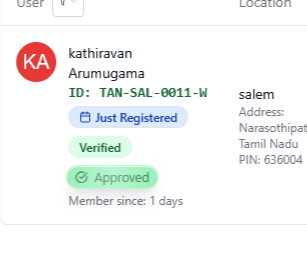 User
Location
KA
kathiravan
Arumugama
ID: TAN-SAL-0011-W
Just Registered
Verified
Approved
Member since: 1 days
salem
Address:
Narasothipat
Tamil Nadu
PIN: 636004